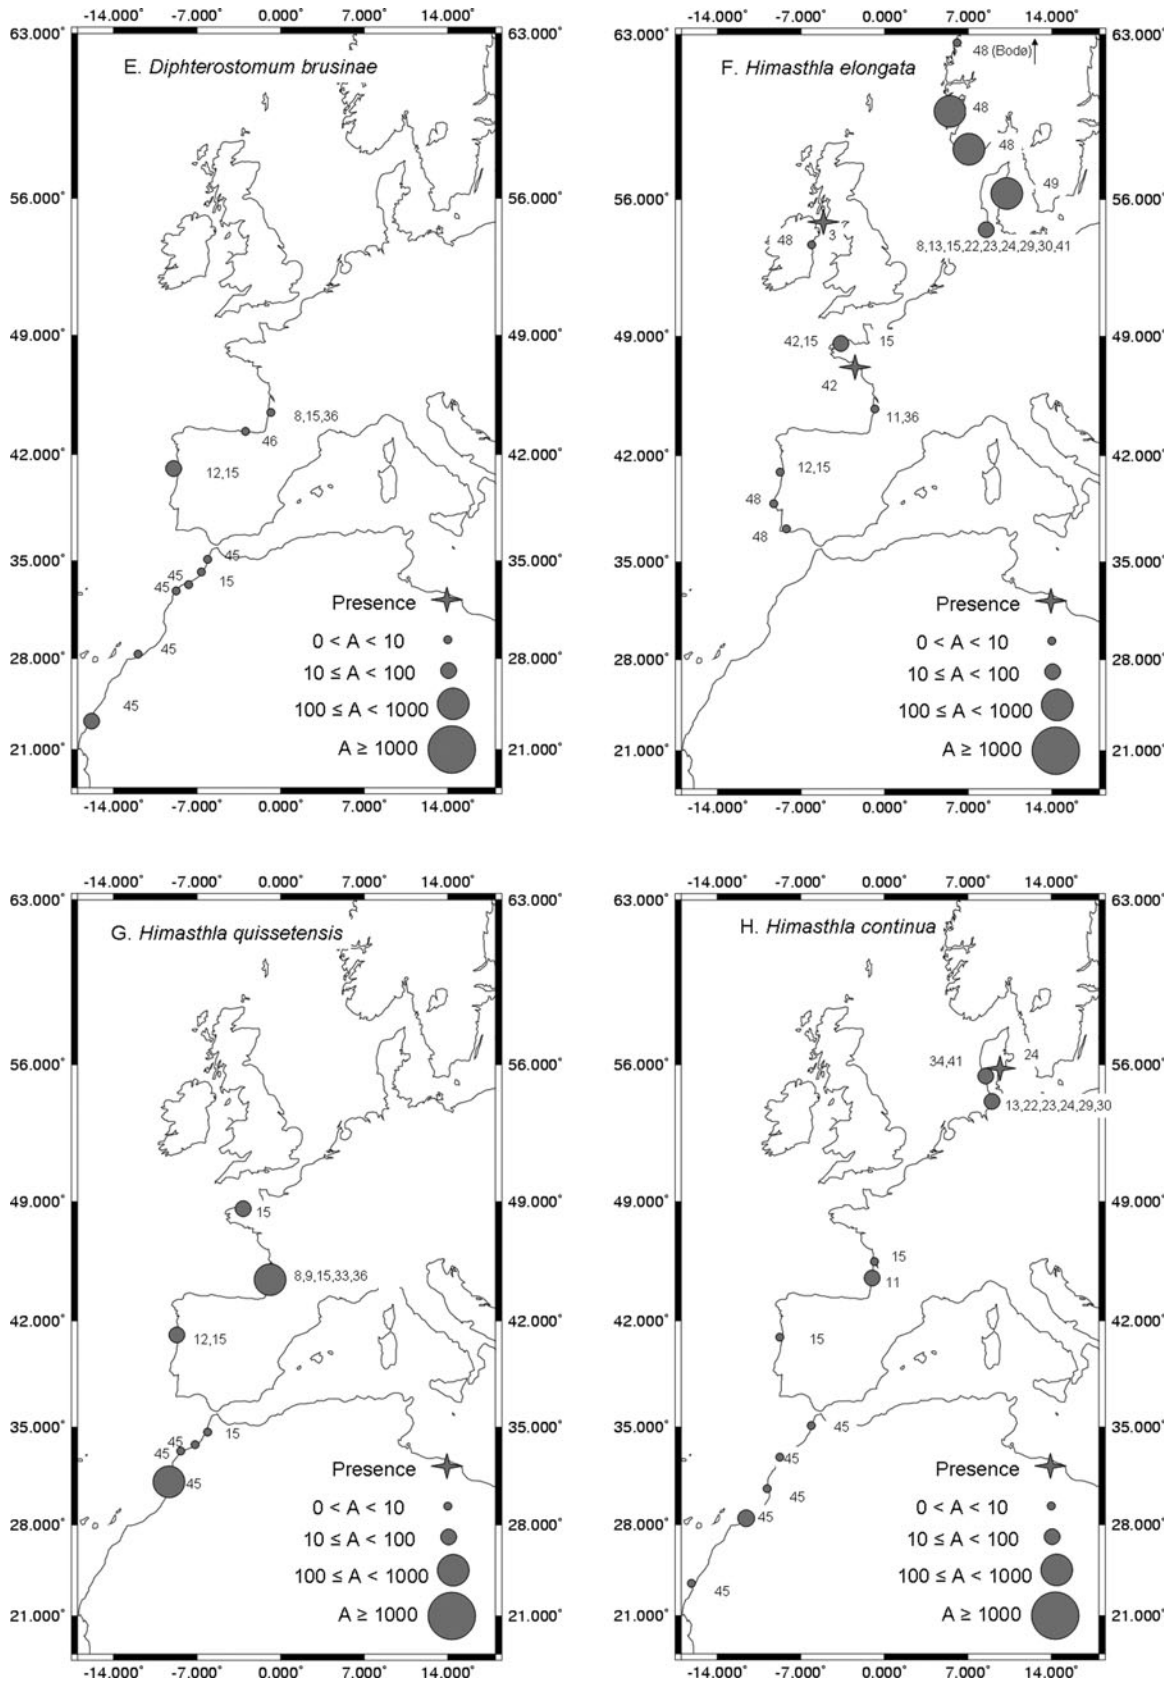 -14.000° -7.000° 0.000° 7.000° 14.000°
63.000° 63.000°
E. Diphterostomum brusinae
56.000° 56.000°
49.000° 49.000°
8,15,36
46
42.000° 42.000°
12,15
35.000° 35.000°
45
45 15
45
Presence
0 < A < 10
28.000° 28.000°
45
10 ≤ A < 100
45
100 ≤ A < 1000
21.000° A ≥ 1000 21.000°
-14.000° -7.000° 0.000° 7.000° 14.000°
-14.000° -7.000° 0.000° 7.000° 14.000°
63.000° 63.000°
48 (Bodø)
F. Himasthla elongata
48
48
49
56.000° 56.000°
3
48 8,13,15,22,23,24,29,30,41
49.000° 49.000°
42,15 15
42
11,36
42.000° 42.000°
12,15
48
48
35.000° 35.000°
Presence
0 < A < 10
28.000° 28.000°
10 ≤ A < 100
100 ≤ A < 1000
21.000° A ≥ 1000 21.000°
-14.000° -7.000° 0.000° 7.000° 14.000°
-14.000° -7.000° 0.000° 7.000° 14.000°
63.000° 63.000°
G. Himasthla quissetensis
56.000° 56.000°
49.000° 49.000°
15
8,9,15,33,36
42.000° 42.000°
12,15
35.000° 35.000°
15
45
45
Presence
45
0 < A < 10
28.000° 28.000°
10 ≤ A < 100
100 ≤ A < 1000
21.000° A ≥ 1000 21.000°
-14.000° -7.000° 0.000° 7.000° 14.000°
-14.000° -7.000° 0.000° 7.000° 14.000°
63.000° 63.000°
H. Himasthla continua
34,41 24
56.000° 56.000°
13,22,23,24,29,30
49.000° 49.000°
15
11
42.000° 42.000°
15
35.000° 35.000°
45
45
Presence
45
0 < A < 10
28.000° 28.000°
45
10 ≤ A < 100
100 ≤ A < 1000
45
21.000° A ≥ 1000 21.000°
-14.000° -7.000° 0.000° 7.000° 14.000°